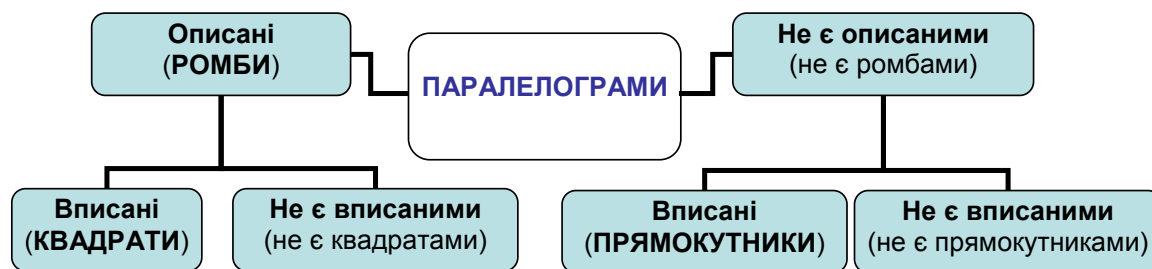 Описані
(РОМБИ)
ПАРАЛЕЛОГРАМИ
Не є описаними
(не є ромбами)
Вписані
(КВАДРАТИ)
Не є вписаними
(не є квадратами)
Вписані
(ПРЯМОКУТНИКИ)
Не є вписаними
(не є прямокутниками)